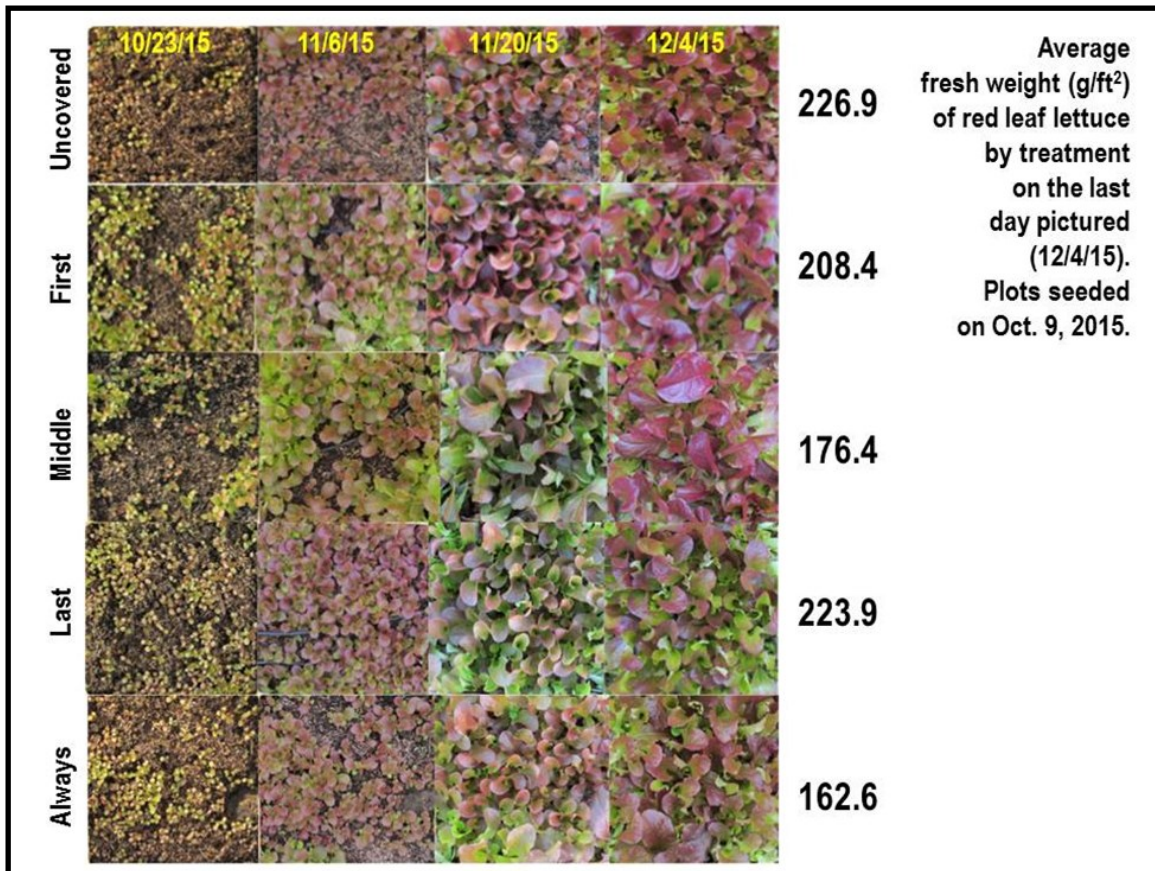 10/23/15 11/6/15 11/20/15 12/4/15
Uncovered
226.9
First
208.4
Middle
176.4
Last
223.9
Always
162.6
Average
fresh weight (g/ft²)
of red leaf lettuce
by treatment
on the last
day pictured
(12/4/15).
Plots seeded
on Oct. 9, 2015.